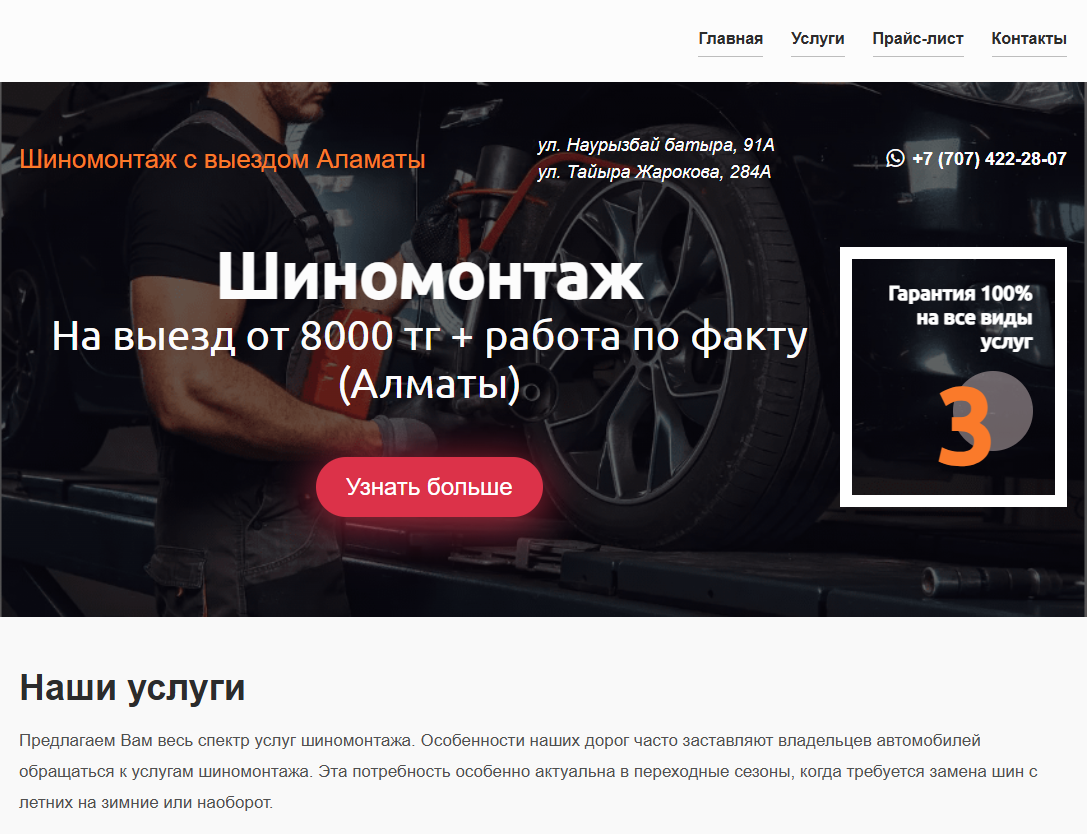 Главная Услуги Прайс-лист Контакты
Шиномонтаж с выездом Аламаты
ул. Наурызбай батыра, 91А
ул. Тайыра Жарокова, 284А
+7 (707) 422-28-07
Шиномонтаж
На выезд от 8000 тг + работа по факту
(Алматы)
Узнать больше
Гарантия 100%
на все виды
услуг
3
Наши услуги
Предлагаем Вам весь спектр услуг шиномонтажа. Особенности наших дорог часто заставляют владельцев автомобилей
обращаться к услугам шиномонтажа. Эта потребность особенно актуальна в переходные сезоны, когда требуется замена шин с
летних на зимние или наоборот.